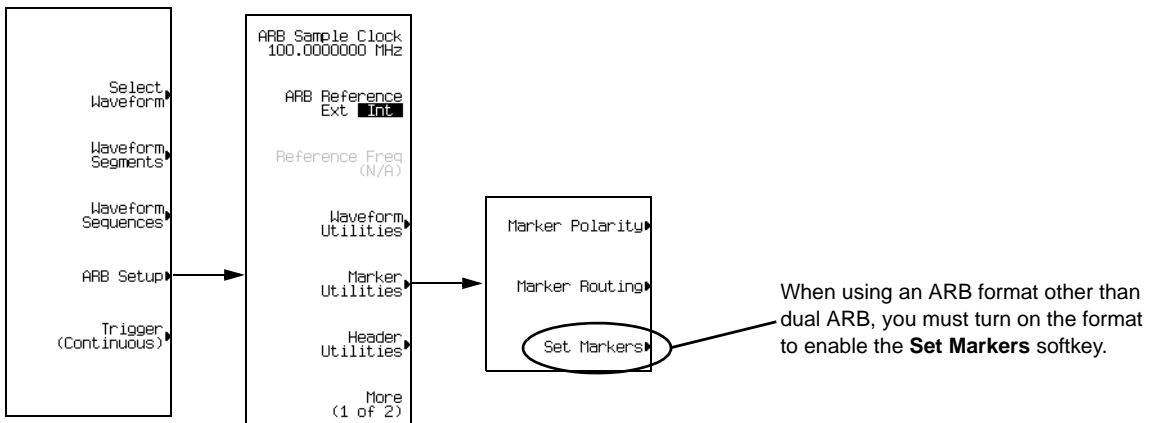 Select
Waveform
Waveform
Segments
Waveform
Sequences
ARB Setup
Trigger
(Continuous)
ARB Sample Clock
100.0000000 MHz
ARB Reference
Ext Int
Reference Freq
(N/A)
Waveform
Utilities
Marker
Utilities
Header
Utilities
More
(1 of 2)
Marker Polarity
Marker Routing
Set Markers
When using an ARB format other than
dual ARB, you must turn on the format
to enable the Set Markers softkey.